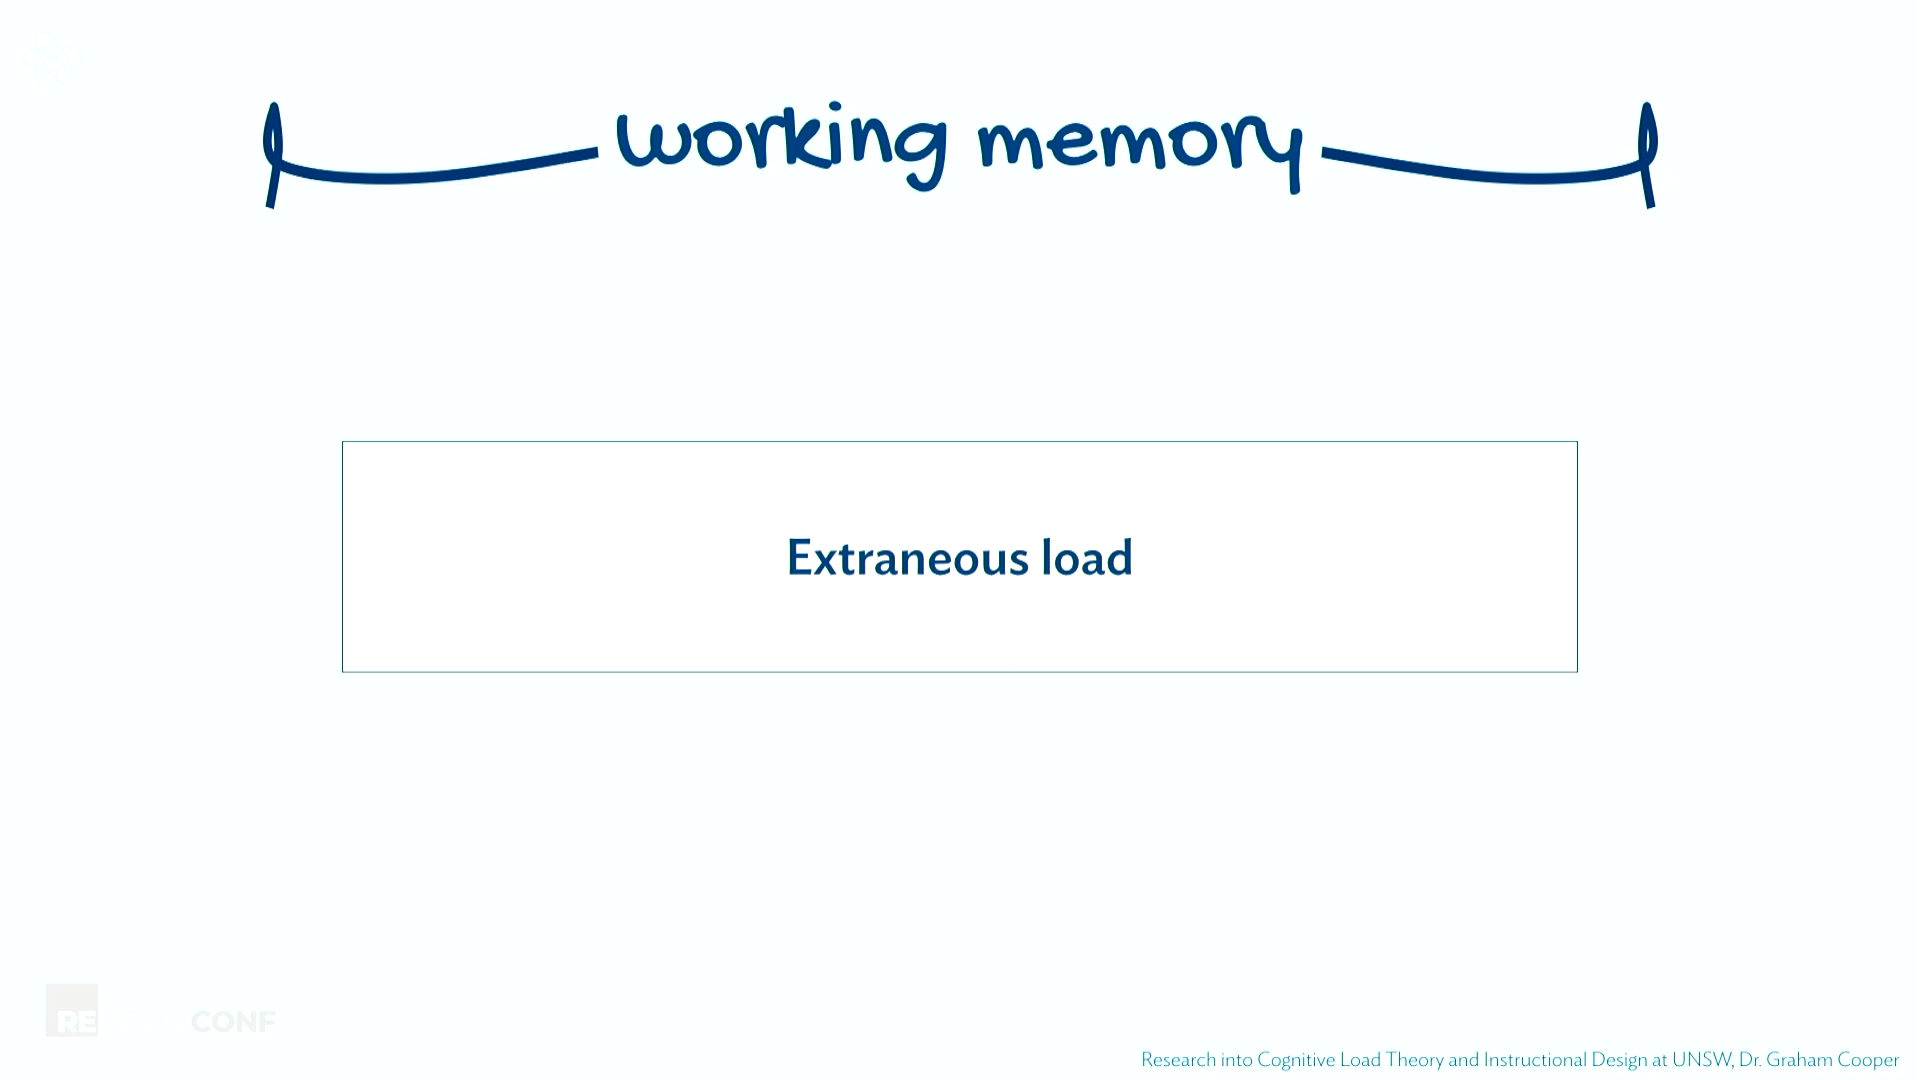 working memory
Extraneous load
RE CONF
Research into Cognitive Load Theory and Instructional Design at UNSW, Dr. Graham Cooper